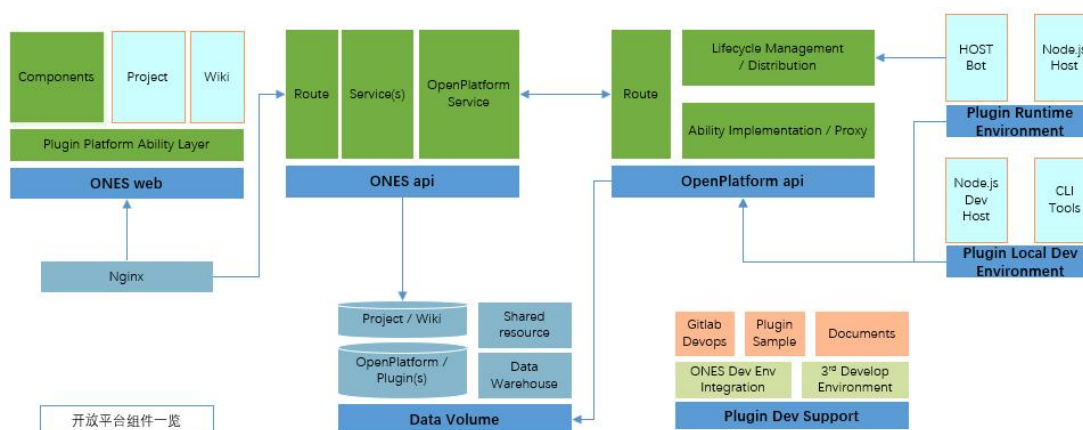 Components
Project
Wiki
Plugin Platform Ability Layer
ONES web
Nginx
Route
Service(s)
OpenPlatform
Service
ONES api
Route
Lifecycle Management
/ Distribution
Ability Implementation / Proxy
OpenPlatform api
HOST
Bot
Node.js
Host
Plugin Runtime
Environment
Node.js
Dev
Host
CLI
Tools
Plugin Local Dev
Environment
Project / Wiki
Shared
resource
OpenPlatform /
Plugin(s)
Data
Warehouse
Data Volume
Gitlab
Devops
Plugin
Sample
Documents
ONES Dev Env
Integration
3rd Develop
Environment
Plugin Dev Support
开放平台组件一览